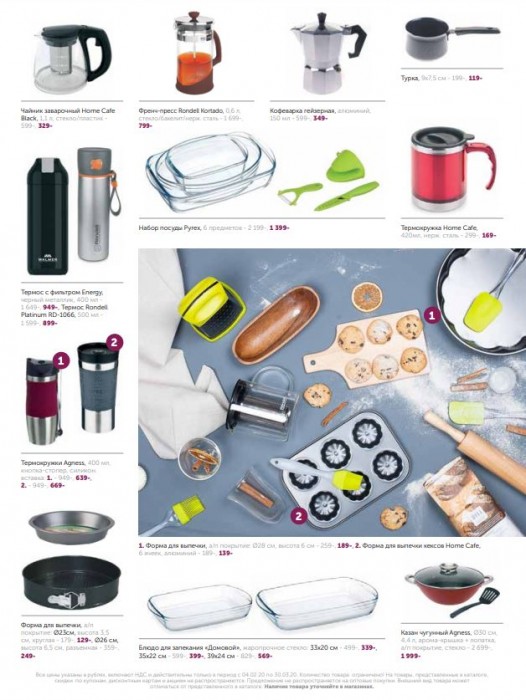 Чайник заварочный Home Cafe
Black, 1,1 л, стекло/пластик -
599-, 329-
Френч-пресс Rondell Kortado, 0,6 л,
стекло/бамилит/нерж. сталь - 1 699-,
799-
Кофеварка гейзерная, алюминий,
150 мл - 599-, 349-
Турка, 9х7,5 см - 199-, 119-
Набор посуды Pyrex, 6 предметов - 2 199-, 1 399-
Термокружка Home Cafe,
420мл, нерж. сталь - 299-, 169-
Термос с фильтром Energy,
черный металлик, 400 мл -
1 649-, 949-, Термос Rondell
Platinum RD-1066, 500 мл -
1 599-, 899-
1
2
1
2
Термокружки Agness, 400 мл,
кнопка-стопер, силикон.
вставка: 1. - 949-, 639-,
2. - 949-, 669-
1. Форма для выпечки, а/п покрытие, Ø28 см, высота 6 см - 259-, 189-, 2. Форма для выпечки кексов Home Cafe,
6 ячеек, алюминий - 189-, 139-
Форма для выпечки, а/п
покрытие: Ø23см, высота 3,5
см, круглая - 179-, 129-, Ø26 см,
высота 6,5 см, разъемная - 359-,
249-
Блюдо для запекания «Домовой», жаропрочное стекло: 33х20 см - 499-, 339-,
35х22 см - 599-, 399-, 39х24 см - 829-, 569-
Казан чугунный Agness, Ø30 см,
4,4 л, арома-крышка + лопатка,
а/п покрытие, стекло - 2 699-,
1 999-
Все цены указаны в рублях, включают НДС и действительны только в период с 04.02.20 по 30.03.20. Количество товара ограничено! На товары, представленные в каталоге,
скидки по купонам, дисконтным картам и акциям не распространяются. Предложение не распространяется на оптовые покупки. Внешний вид товара может
отличаться от представленного в каталоге. Наличие товара уточняйте в магазинах.